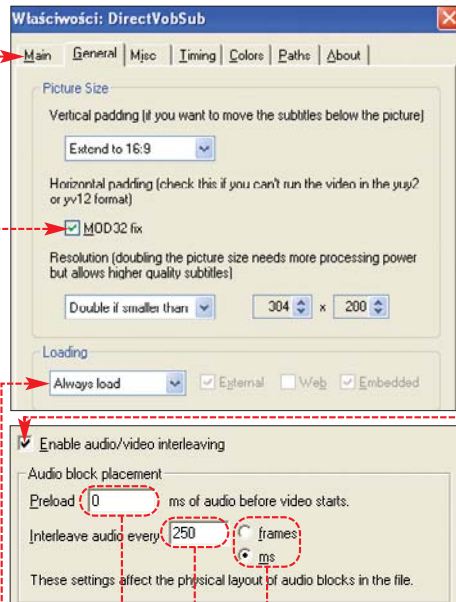 Właściwości: DirectVobSub
Main General Misc Timing Colors Paths About
Picture Size
Vertical padding (if you want to move the subtitles below the picture)
Extend to 16:9
Horizontal padding (check this if you can't run the video in the yuy2
or yv12 format)
MOD32 fix
Resolution (doubling the picture size needs more processing power
but allows higher quality subtitles)
Double if smaller than 304 x 200
Loading
Always load External Web Embedded
Enable audio/video interleaving
Audio block placement
Preload 0 ms of audio before video starts.
Interleave audio every 250 frames
ms
These settings affect the physical layout of audio blocks in the file.